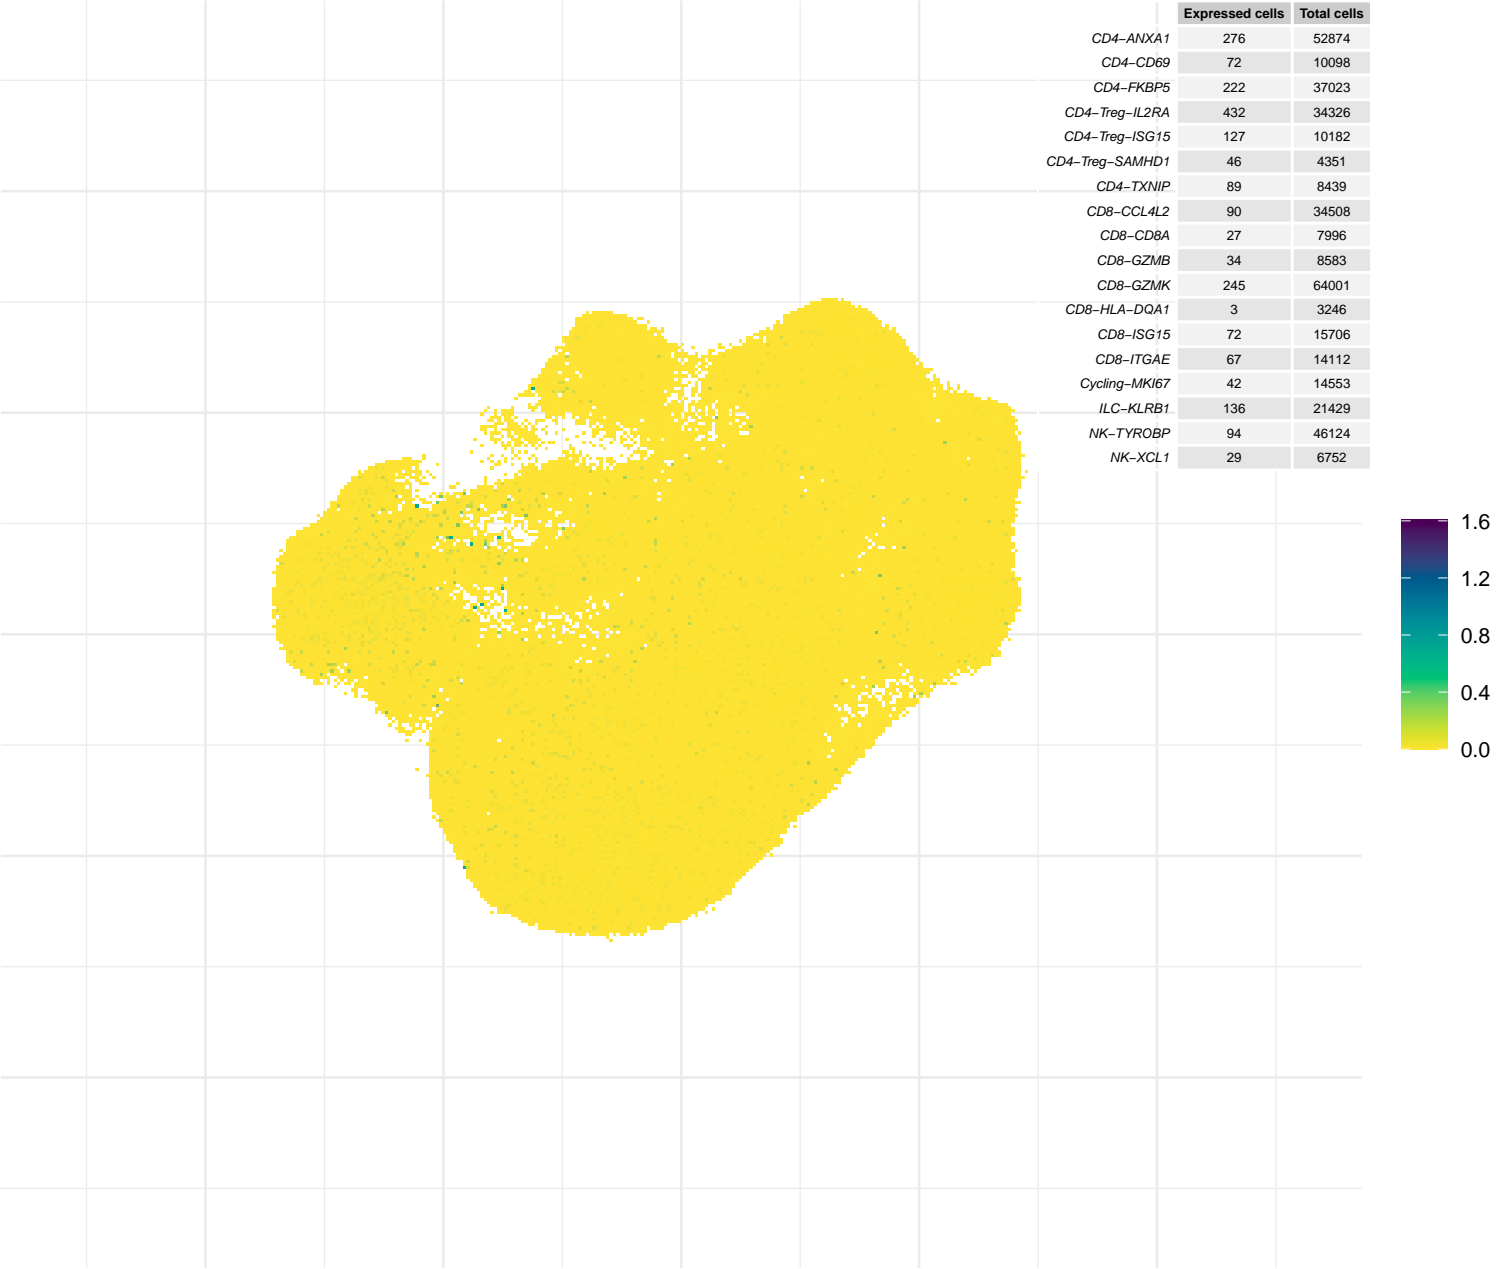 Expressed cells Total cells
CD4−ANXA1 276 52874
CD4−CD69 72 10098
CD4−FKBP5 222 37023
CD4−Treg−IL2RA 432 34326
CD4−Treg−ISG15 127 10182
CD4−Treg−SAMHD1 46 4351
CD4−TXNIP 89 8439
CD8−CCL4L2 90 34508
CD8−CD8A 27 7996
CD8−GZMB 34 8583
CD8−GZMK 245 64001
CD8−HLA−DQA1 3 3246
CD8−ISG15 72 15706
CD8−ITGAE 67 14112
Cycling−MKI67 42 14553
ILC−KLRB1 136 21429
NK−TYROBP 94 46124
NK−XCL1 29 6752
1.6
1.2
0.8
0.4
0.0